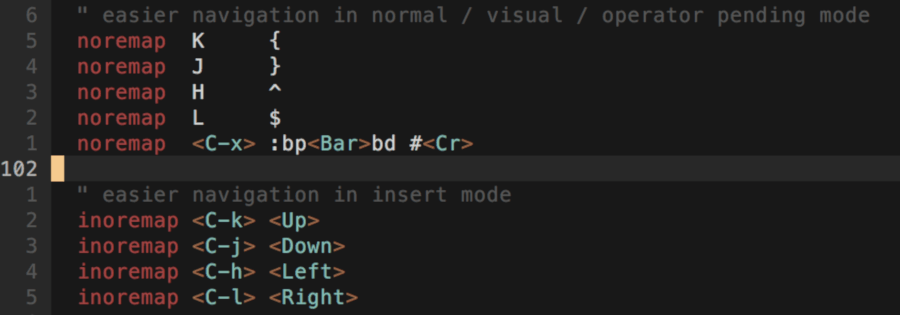 6 " easier navigation in normal / visual / operator pending mode
5 noremap K {
4 noremap J }
3 noremap H ^
2 noremap L $
1 noremap <C-x> :bp<Bar>bd #<Cr>
102
1 " easier navigation in insert mode
2 inoremap <C-k> <Up>
3 inoremap <C-j> <Down>
4 inoremap <C-h> <Left>
5 inoremap <C-l> <Right>